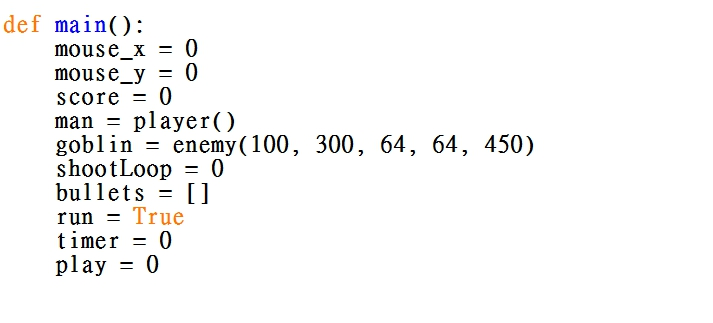 def main():
    mouse_x = 0
    mouse_y = 0
    score = 0
    man = player()
    goblin = enemy(100, 300, 64, 64, 450)
    shootLoop = 0
    bullets = []
    run = True
    timer = 0
    play = 0